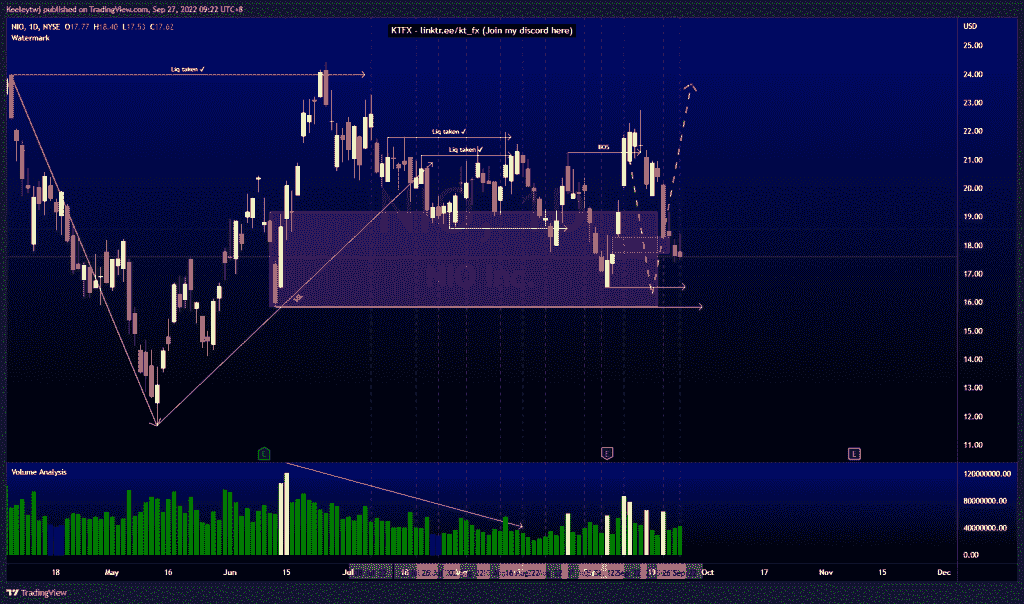 Keeleytwj published on TradingView.com, Sep 27, 2022 09:22 UTC+8
NIO, 1D, NYSE O17.77 H18.40 L17.53 C17.62
Watermark
KTFX - linktr.ee/kt_fx (Join my discord here)
USD
25.00
24.00
23.00
22.00
21.00
20.00
19.00
18.00
17.00
16.00
15.00
14.00
13.00
12.00
11.00
Liq taken ✓
Liq taken ✓
Liq taken ✓
BOS
E
E
Volume Analysis
120000000.00
80000000.00
40000000.00
0.00
18 May 16 Jun 15 Jul Oct 17 Nov 15 Dec
TradingView